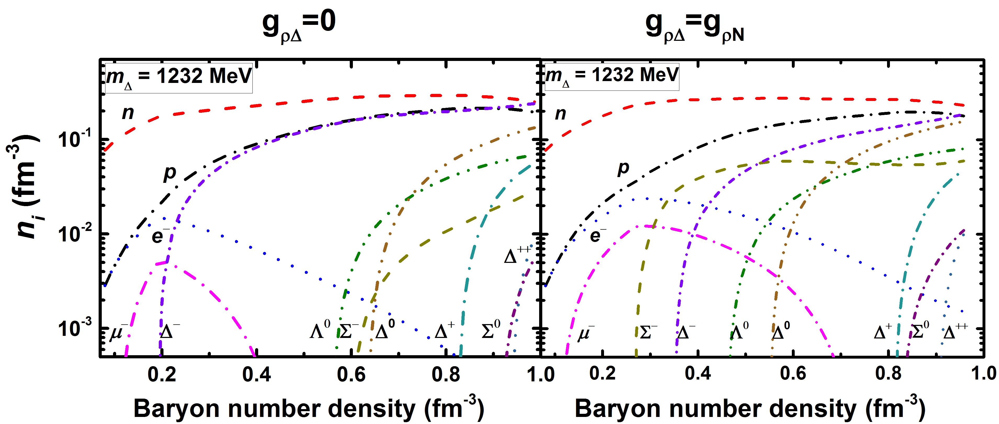 gρΔ=0
gρΔ=gρN
mΔ = 1232 MeV
mΔ = 1232 MeV
n
p
e⁻
μ⁻
Δ⁻
Λ⁰
Σ⁻
Δ⁰
Δ⁺
Σ⁰
Δ⁺⁺
n
p
e⁻
μ⁻
Σ⁻
Δ⁻
Λ⁰
Δ⁰
Δ⁺
Σ⁰
Δ⁺⁺
nᵢ (fm⁻³)
10⁻¹
10⁻²
10⁻³
0.2 0.4 0.6 0.8 1.0 0.2 0.4 0.6 0.8 1.0
Baryon number density (fm⁻³)
Baryon number density (fm⁻³)